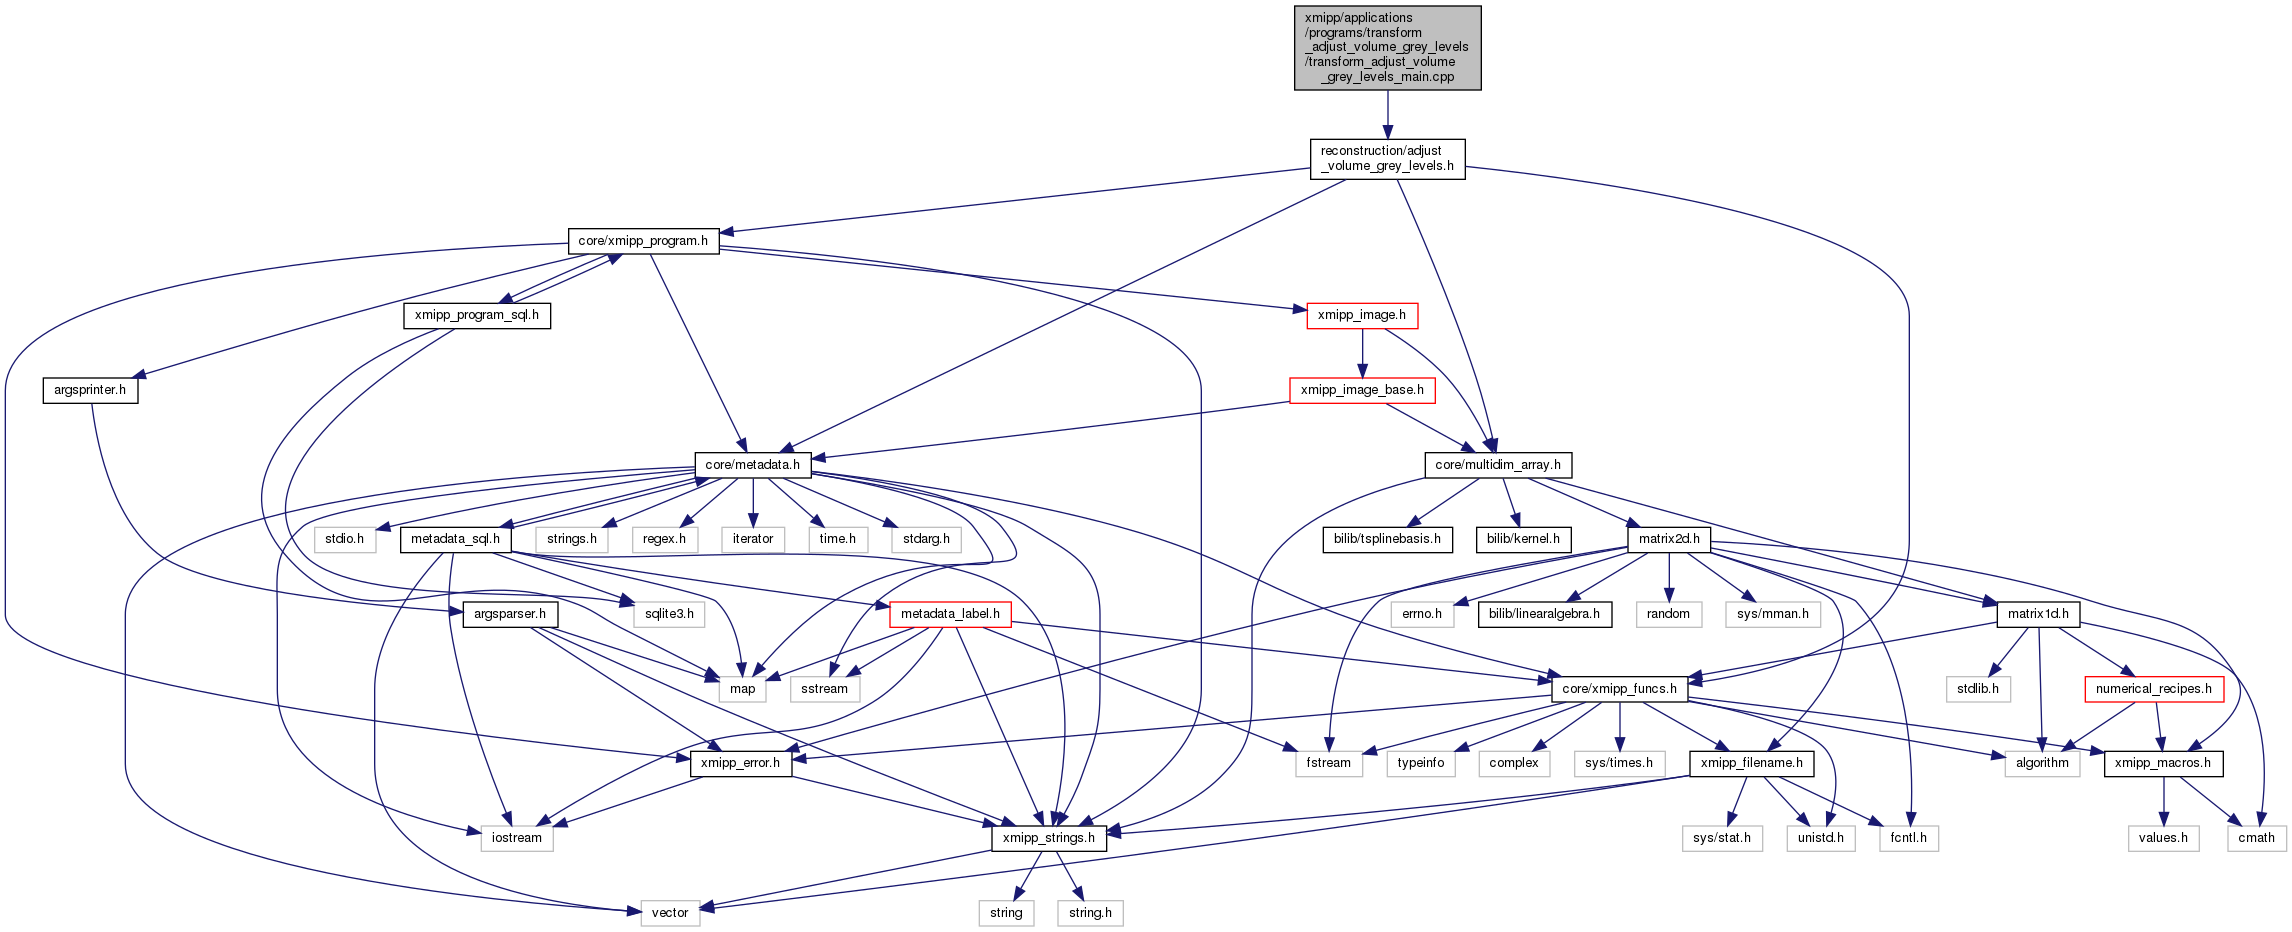 xmipp/applications
/programs/transform
_adjust_volume_grey_levels
/transform_adjust_volume
_grey_levels_main.cpp
reconstruction/adjust
_volume_grey_levels.h
core/xmipp_program.h
xmipp_program_sql.h
xmipp_image.h
argsprinter.h
xmipp_image_base.h
core/metadata.h
core/multidim_array.h
stdio.h
metadata_sql.h
strings.h
regex.h
iterator
time.h
stdarg.h
bilib/tsplinebasis.h
bilib/kernel.h
matrix2d.h
argsparser.h
sqlite3.h
metadata_label.h
errno.h
bilib/linearalgebra.h
random
sys/mman.h
matrix1d.h
map
sstream
core/xmipp_funcs.h
stdlib.h
numerical_recipes.h
xmipp_error.h
fstream
typeinfo
complex
sys/times.h
xmipp_filename.h
algorithm
xmipp_macros.h
iostream
xmipp_strings.h
sys/stat.h
unistd.h
fcntl.h
values.h
cmath
vector
string
string.h